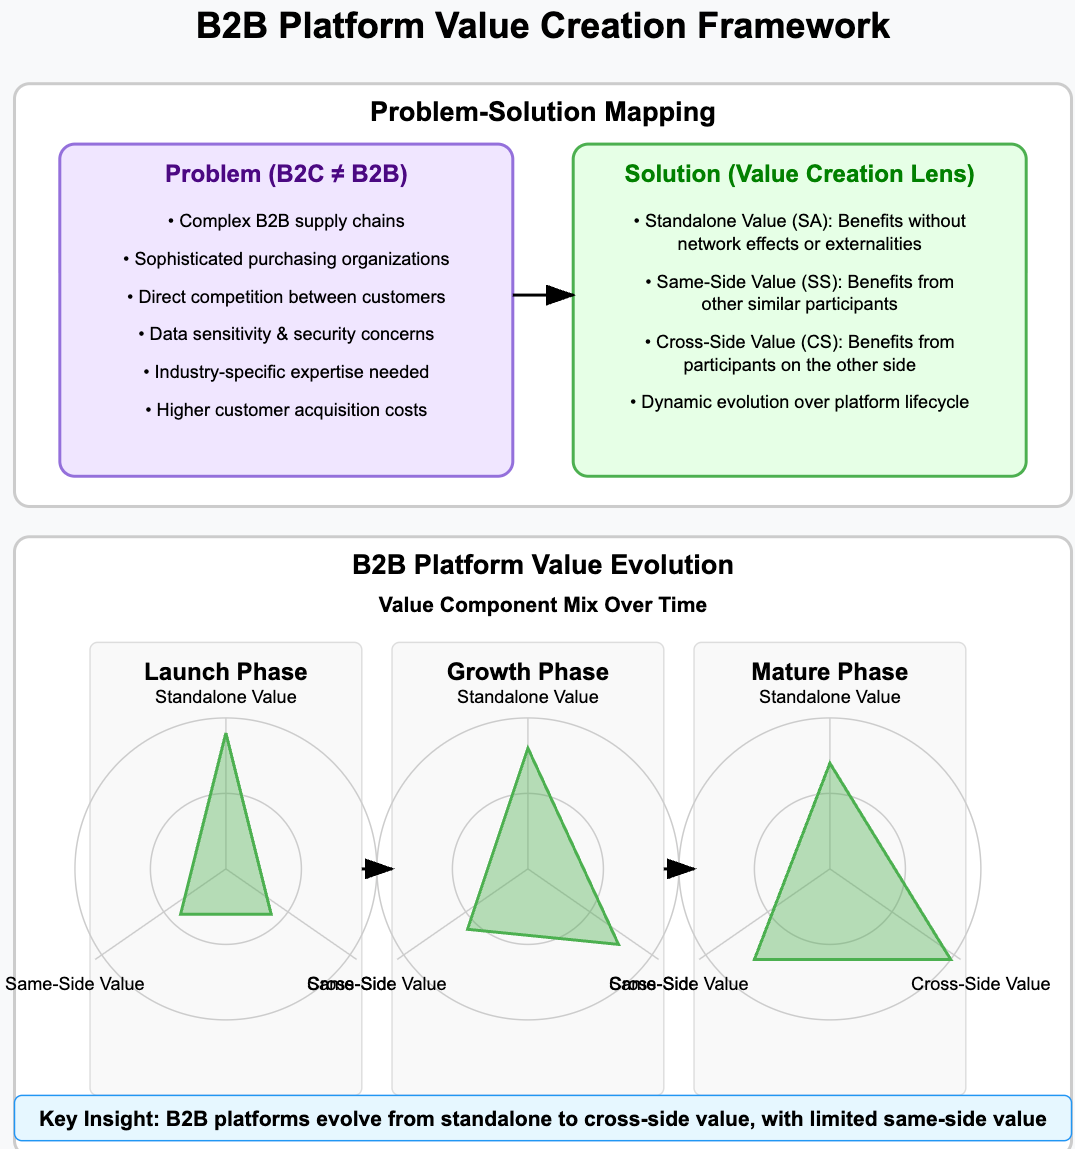 B2B Platform Value Creation Framework
Problem-Solution Mapping
Problem (B2C ≠ B2B)
• Complex B2B supply chains
• Sophisticated purchasing organizations
• Direct competition between customers
• Data sensitivity & security concerns
• Industry-specific expertise needed
• Higher customer acquisition costs
Solution (Value Creation Lens)
• Standalone Value (SA): Benefits without
network effects or externalities
• Same-Side Value (SS): Benefits from
other similar participants
• Cross-Side Value (CS): Benefits from
participants on the other side
• Dynamic evolution over platform lifecycle
B2B Platform Value Evolution
Value Component Mix Over Time
Launch Phase
Standalone Value
Same-Side Value
Cross-Side Value
Growth Phase
Standalone Value
Same-Side Value
Cross-Side Value
Mature Phase
Standalone Value
Same-Side Value
Cross-Side Value
Key Insight: B2B platforms evolve from standalone to cross-side value, with limited same-side value